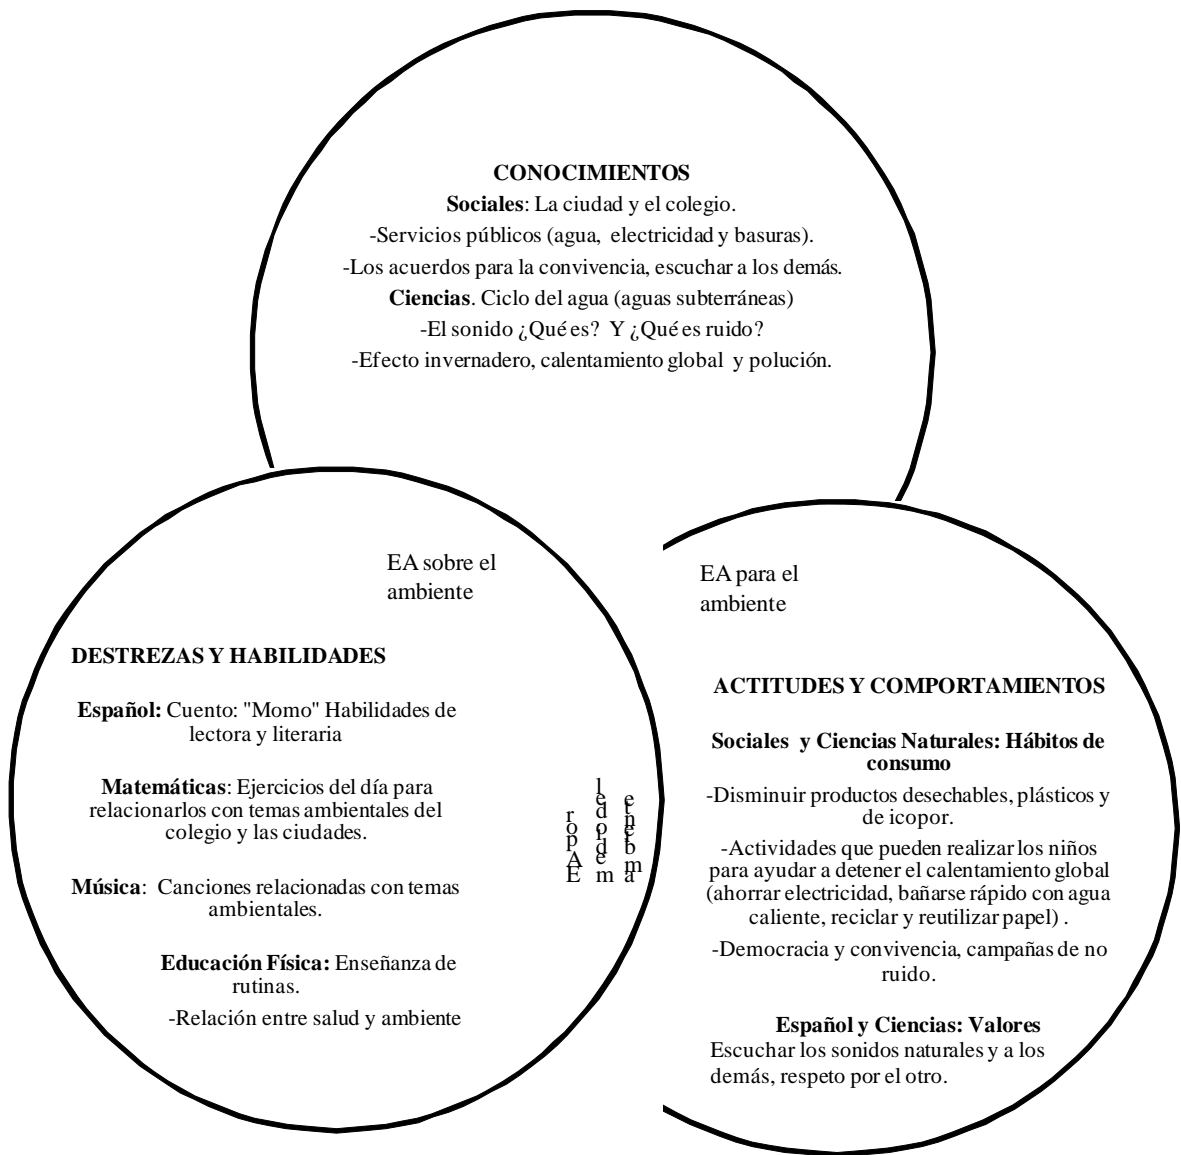 CONOCIMIENTOS
Sociales: La ciudad y el colegio.
-Servicios públicos (agua, electricidad y basuras).
-Los acuerdos para la convivencia, escuchar a los demás.
Ciencias. Ciclo del agua (aguas subterráneas)
-El sonido ¿Qué es? Y ¿Qué es ruido?
-Efecto invernadero, calentamiento global y polución.
EA sobre el
ambiente
DESTREZAS Y HABILIDADES
Español: Cuento: "Momo" Habilidades de
lectora y literaria
Matemáticas: Ejercicios del día para
relacionarlos con temas ambientales del
colegio y las ciudades.
Música: Canciones relacionadas con temas
ambientales.
Educación Física: Enseñanza de
rutinas.
-Relación entre salud y ambiente
EA por
medio del
ambiente
EA para el
ambiente
ACTITUDES Y COMPORTAMIENTOS
Sociales y Ciencias Naturales: Hábitos de
consumo
-Disminuir productos desechables, plásticos y
de icopor.
-Actividades que pueden realizar los niños
para ayudar a detener el calentamiento global
(ahorrar electricidad, bañarse rápido con agua
caliente, reciclar y reutilizar papel) .
-Democracia y convivencia, campañas de no
ruido.
Español y Ciencias: Valores
Escuchar los sonidos naturales y a los
demás, respeto por el otro.